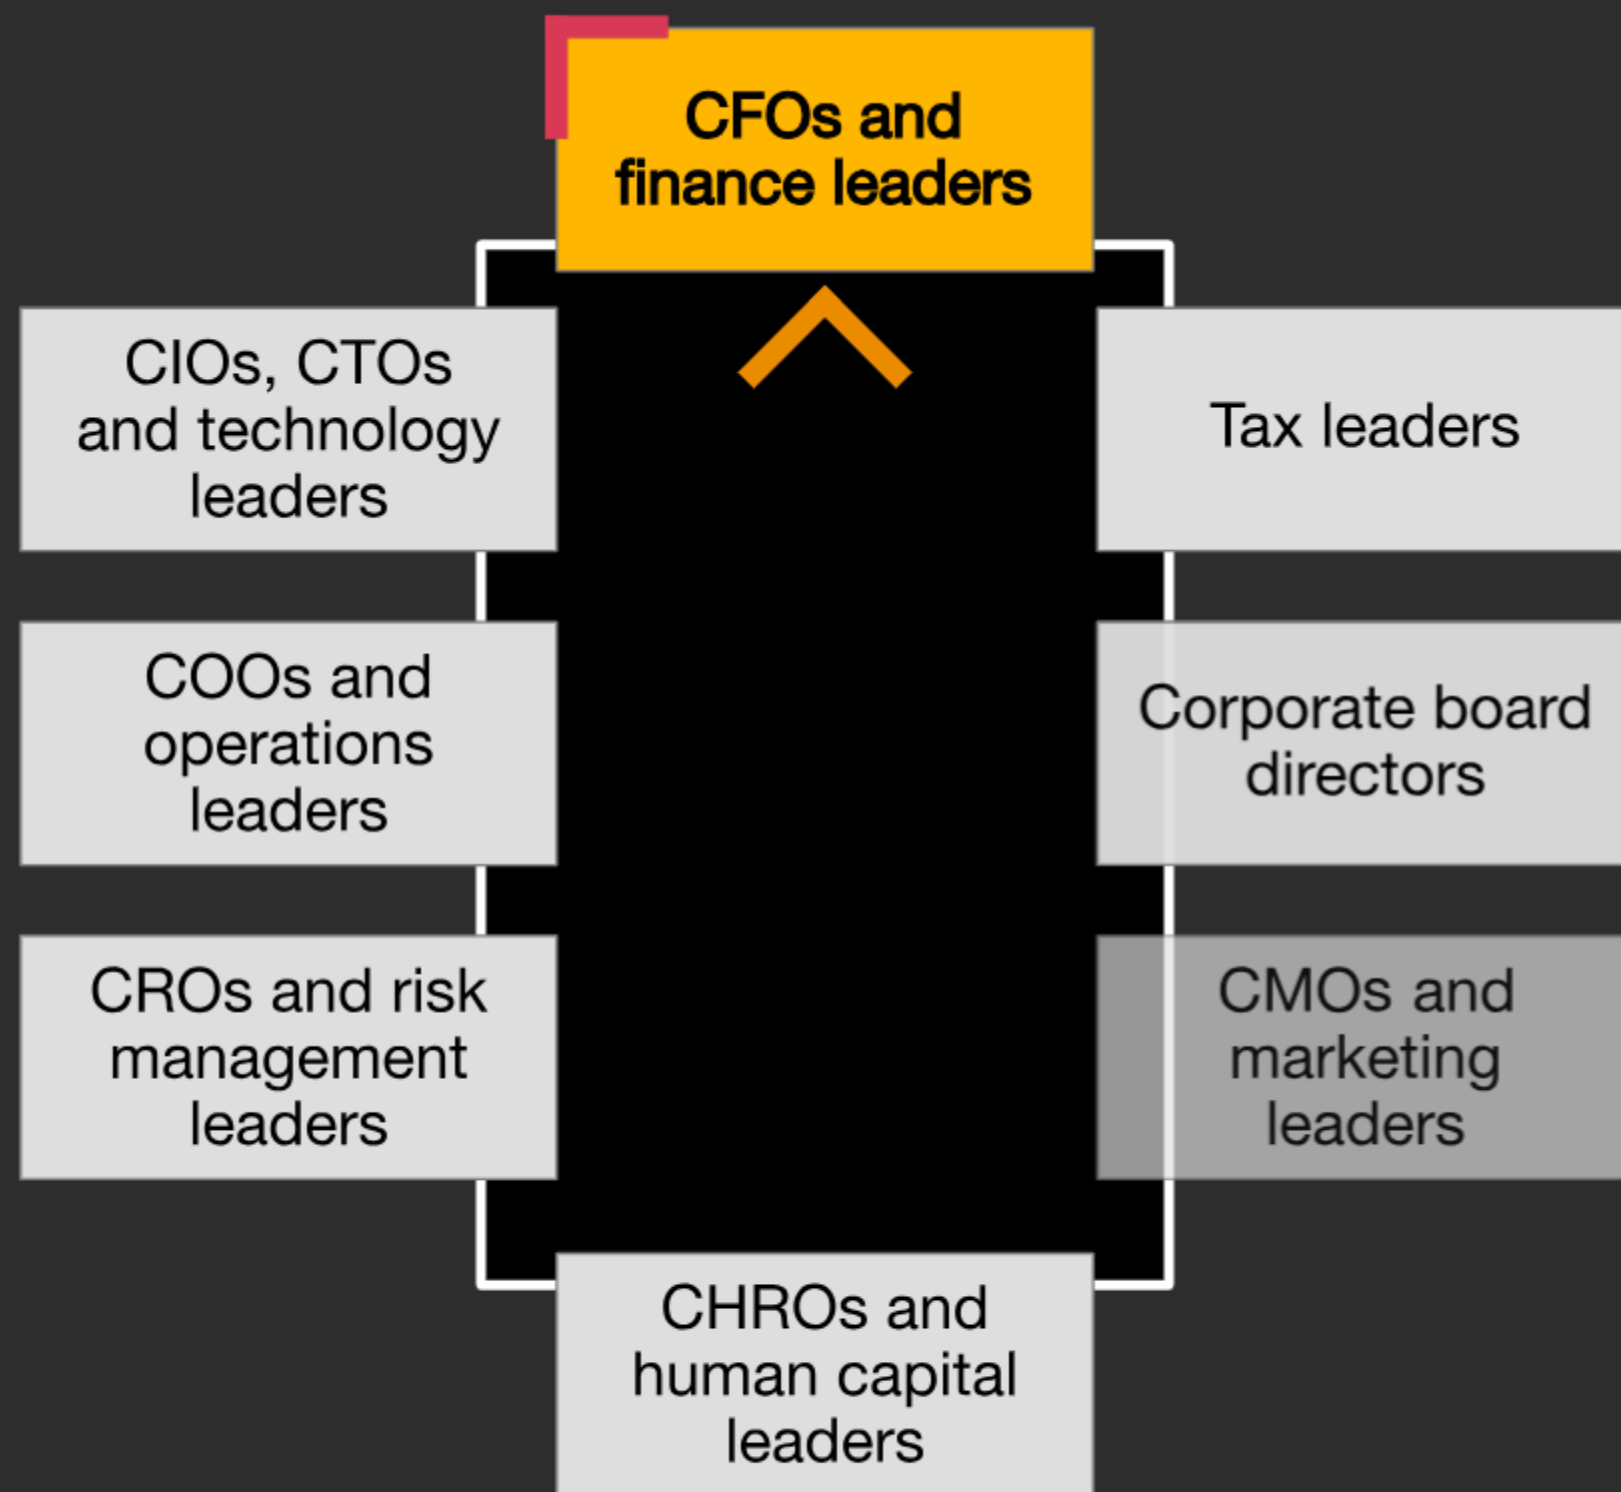 CFOs and
finance leaders
CIOs, CTOs
and technology
leaders
Tax leaders
COOs and
operations
leaders
Corporate board
directors
CROs and risk
management
leaders
CMOs and
marketing
leaders
CHROs and
human capital
leaders